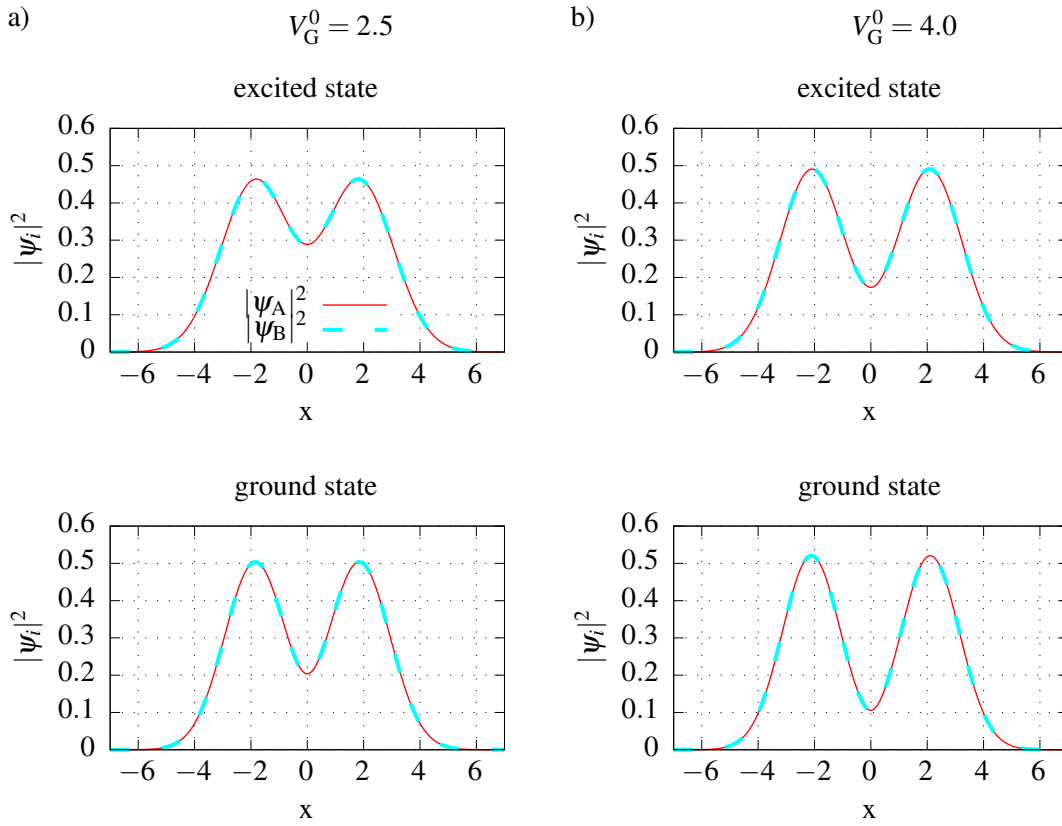 a)
V_G^0 = 2.5
excited state
0.6
0.5
0.4
0.3
0.2
0.1
0
|ψ_i|^2
|ψ_A|^2
|ψ_B|^2
−6 −4 −2 0 2 4 6
x
ground state
0.6
0.5
0.4
0.3
0.2
0.1
0
|ψ_i|^2
−6 −4 −2 0 2 4 6
x
b)
V_G^0 = 4.0
excited state
0.6
0.5
0.4
0.3
0.2
0.1
0
|ψ_i|^2
−6 −4 −2 0 2 4 6
x
ground state
0.6
0.5
0.4
0.3
0.2
0.1
0
|ψ_i|^2
−6 −4 −2 0 2 4 6
x